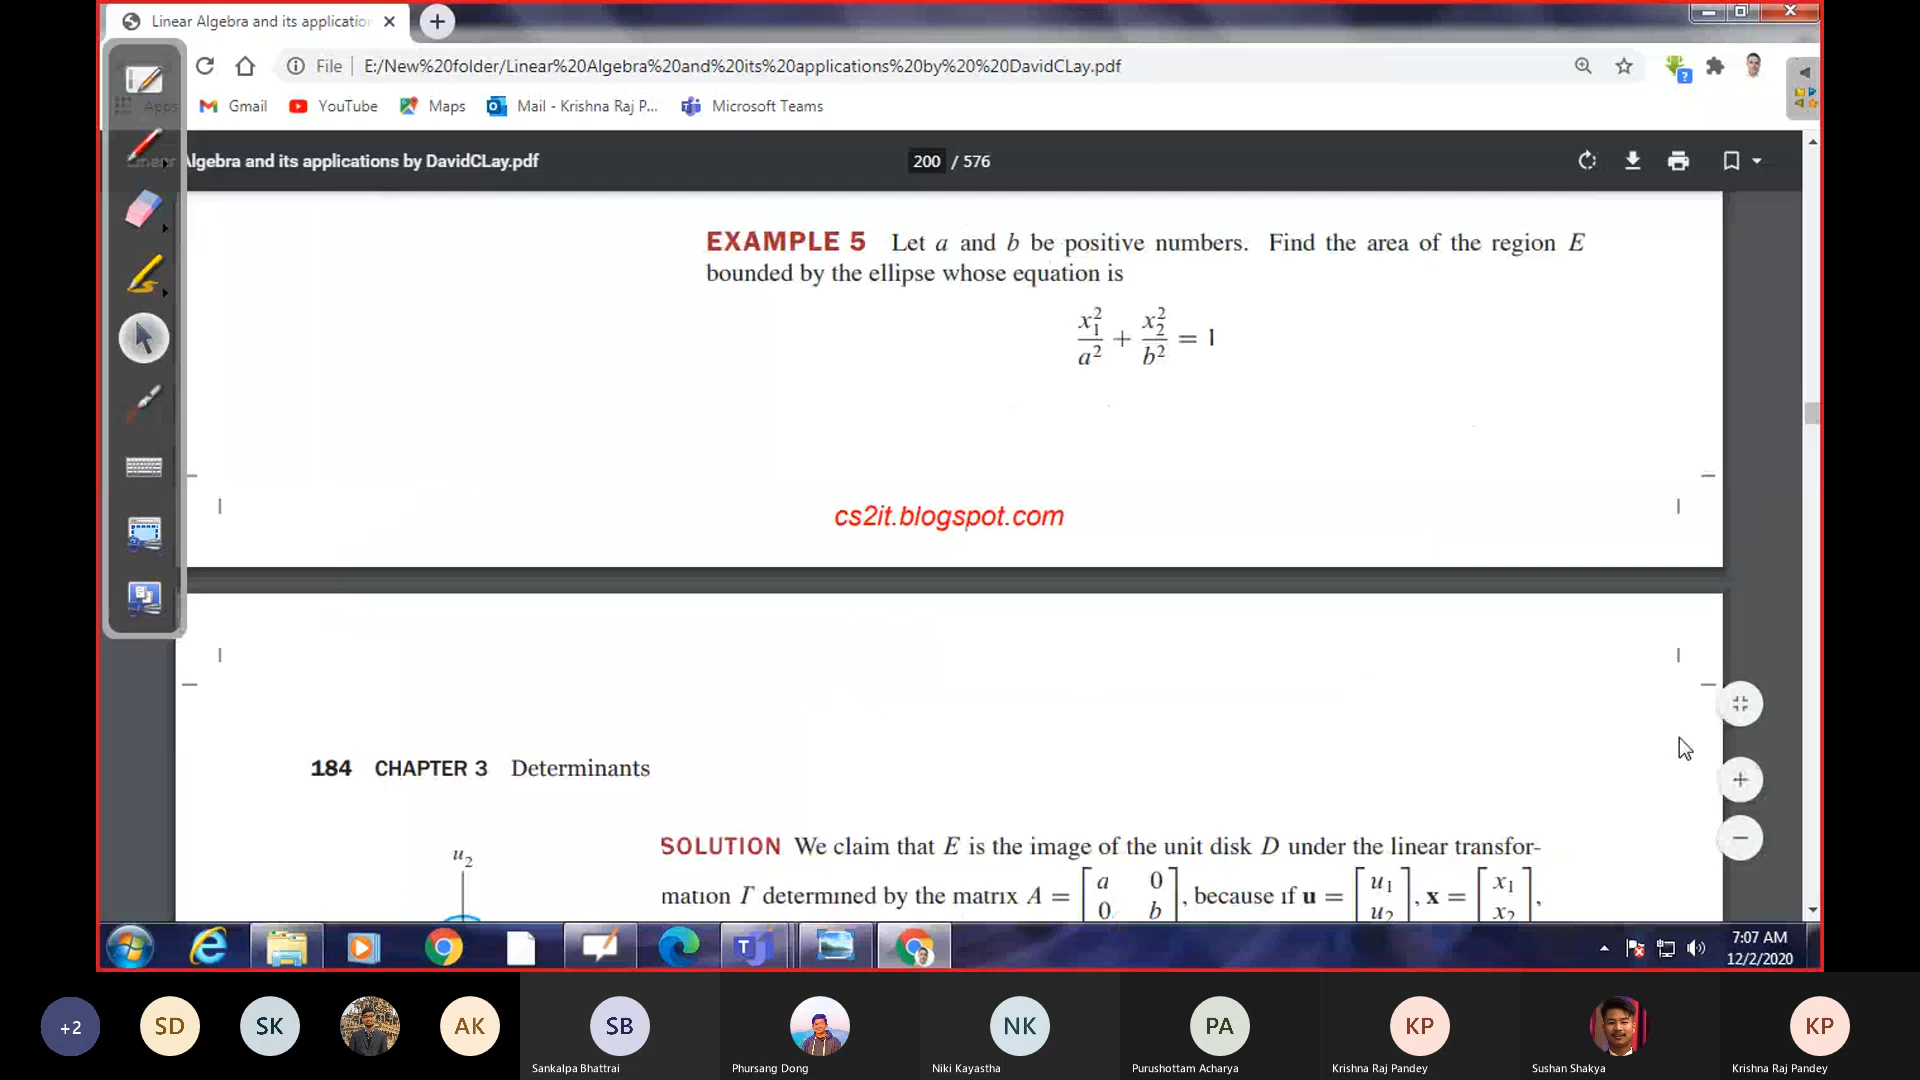 Linear Algebra and its applicatio
File | E:/New%20folder/Linear%20Algebra%20and%20its%20applications%20by%20%20DavidCLay.pdf
Apps Gmail YouTube Maps Mail - Krishna Raj P... Microsoft Teams
Linear Algebra and its applications by DavidCLay.pdf
200 / 576
EXAMPLE 5 Let a and b be positive numbers. Find the area of the region E
bounded by the ellipse whose equation is
x₁²/a² + x₂²/b² = 1
cs2it.blogspot.com
184 CHAPTER 3 Determinants
u₂
SOLUTION We claim that E is the image of the unit disk D under the linear transfor-
mation T determined by the matrix A = [a 0; 0 b], because if u = [u₁; u₂], x = [x₁; x₂],
7:07 AM
12/2/2020
+2 SD SK AK SB NK PA KP KP
Sankalpa Bhattrai Phursang Dong Niki Kayastha Purushottam Acharya Krishna Raj Pandey Sushan Shakya Krishna Raj Pandey